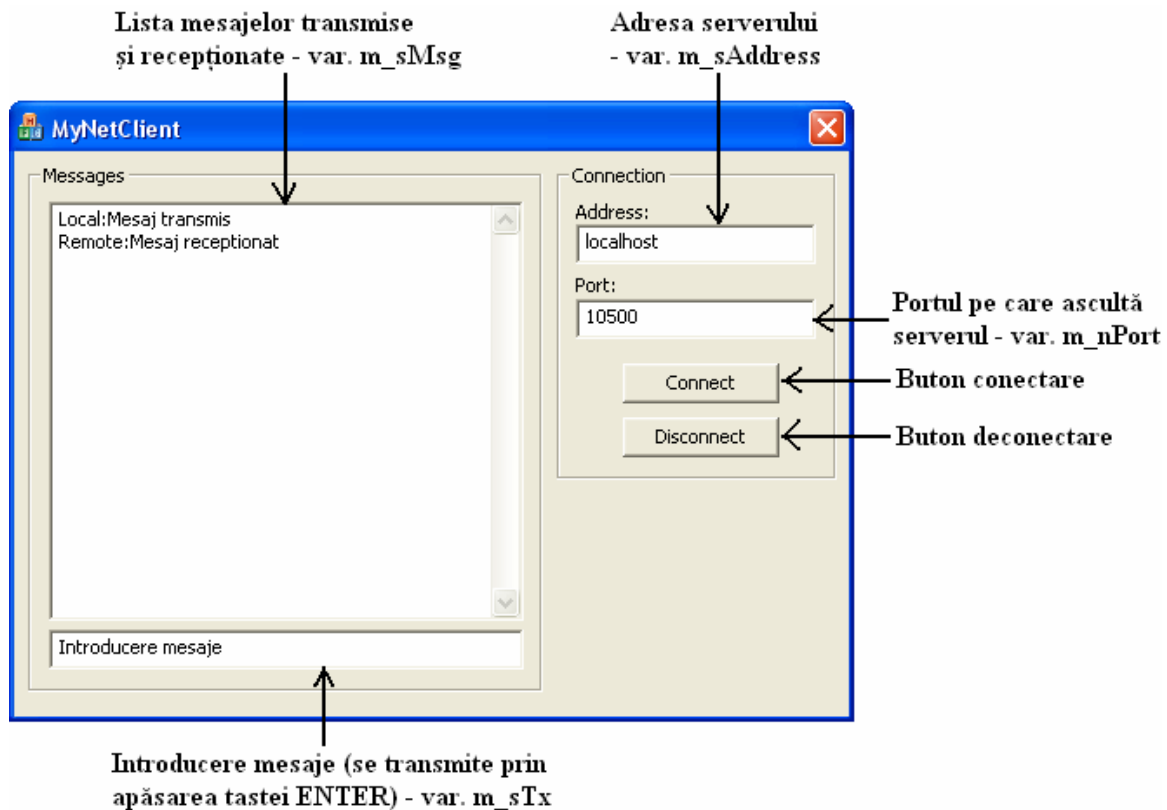 Lista mesajelor transmise
și recepționate - var. m_sMsg
Adresa serverului
- var. m_sAddress
MyNetClient
Messages
Local:Mesaj transmis
Remote:Mesaj receptionat
Introducere mesaje
Connection
Address:
localhost
Port:
10500
Connect
Disconnect
Portul pe care ascultă
serverul - var. m_nPort
Buton conectare
Buton deconectare
Introducere mesaje (se transmite prin
apăsarea tastei ENTER) - var. m_sTx